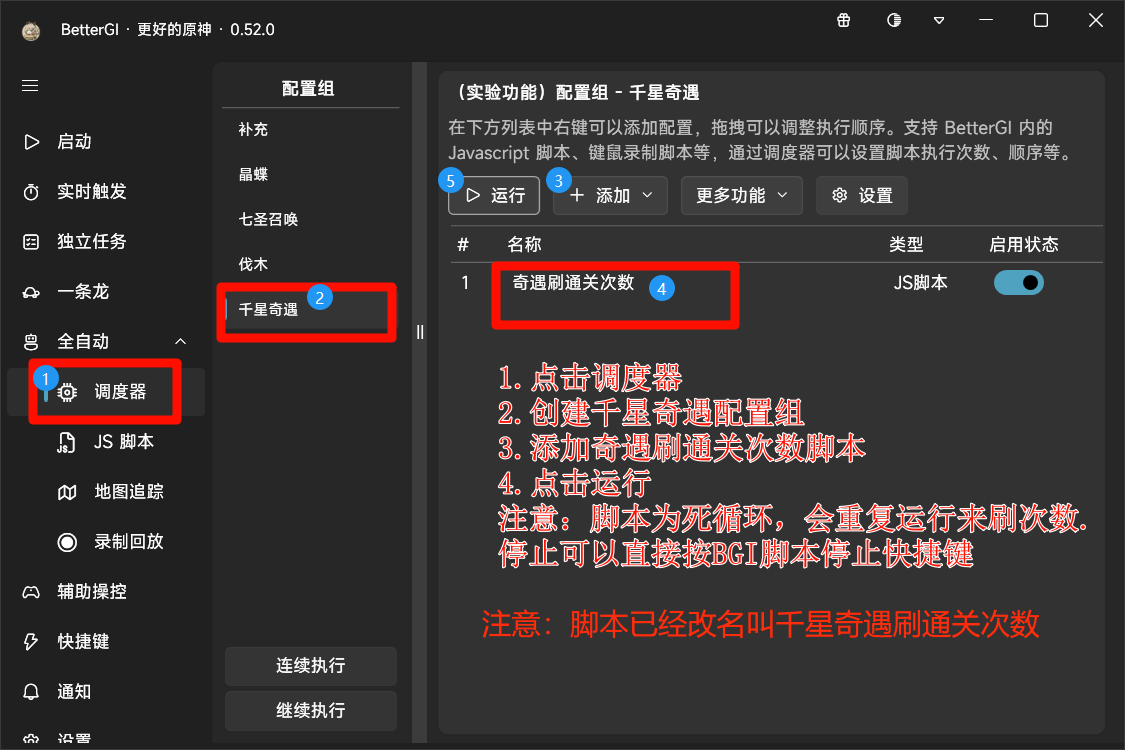 BetterGI · 更好的原神 · 0.52.0
启动
实时触发
独立任务
一条龙
全自动
1
调度器
JS 脚本
地图追踪
录制回放
辅助操控
快捷键
通知
设置
配置组
补充
晶蝶
七圣召唤
伐木
千星奇遇
2
连续执行
继续执行
（实验功能）配置组 - 千星奇遇
在下方列表中右键可以添加配置，拖拽可以调整执行顺序。支持 BetterGI 内的
Javascript 脚本、键鼠录制脚本等，通过调度器可以设置脚本执行次数、顺序等。
5 运行 3 添加 更多功能 设置
# 名称 类型 启用状态
1 奇遇刷通关次数 4 JS脚本
1. 点击调度器
2. 创建千星奇遇配置组
3. 添加奇遇刷通关次数脚本
4. 点击运行
注意：脚本为死循环，会重复运行来刷次数.
停止可以直接按BGI脚本停止快捷键
注意：脚本已经改名叫千星奇遇刷通关次数